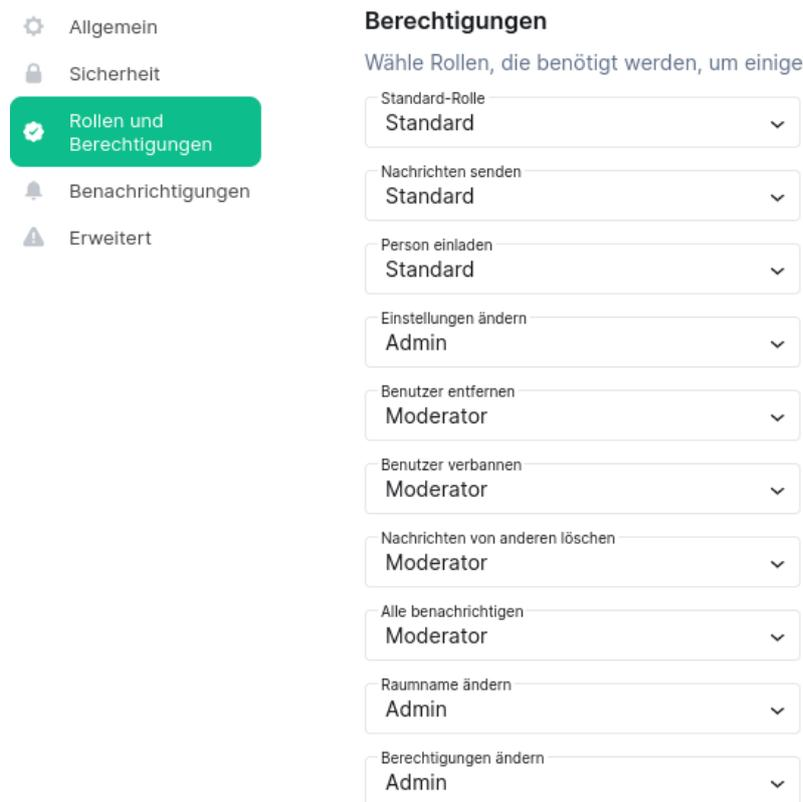 Allgemein
Sicherheit
Rollen und
Berechtigungen
Benachrichtigungen
Erweitert
Berechtigungen
Wähle Rollen, die benötigt werden, um einige
Standard-Rolle
Standard
Nachrichten senden
Standard
Person einladen
Standard
Einstellungen ändern
Admin
Benutzer entfernen
Moderator
Benutzer verbannen
Moderator
Nachrichten von anderen löschen
Moderator
Alle benachrichtigen
Moderator
Raumname ändern
Admin
Berechtigungen ändern
Admin